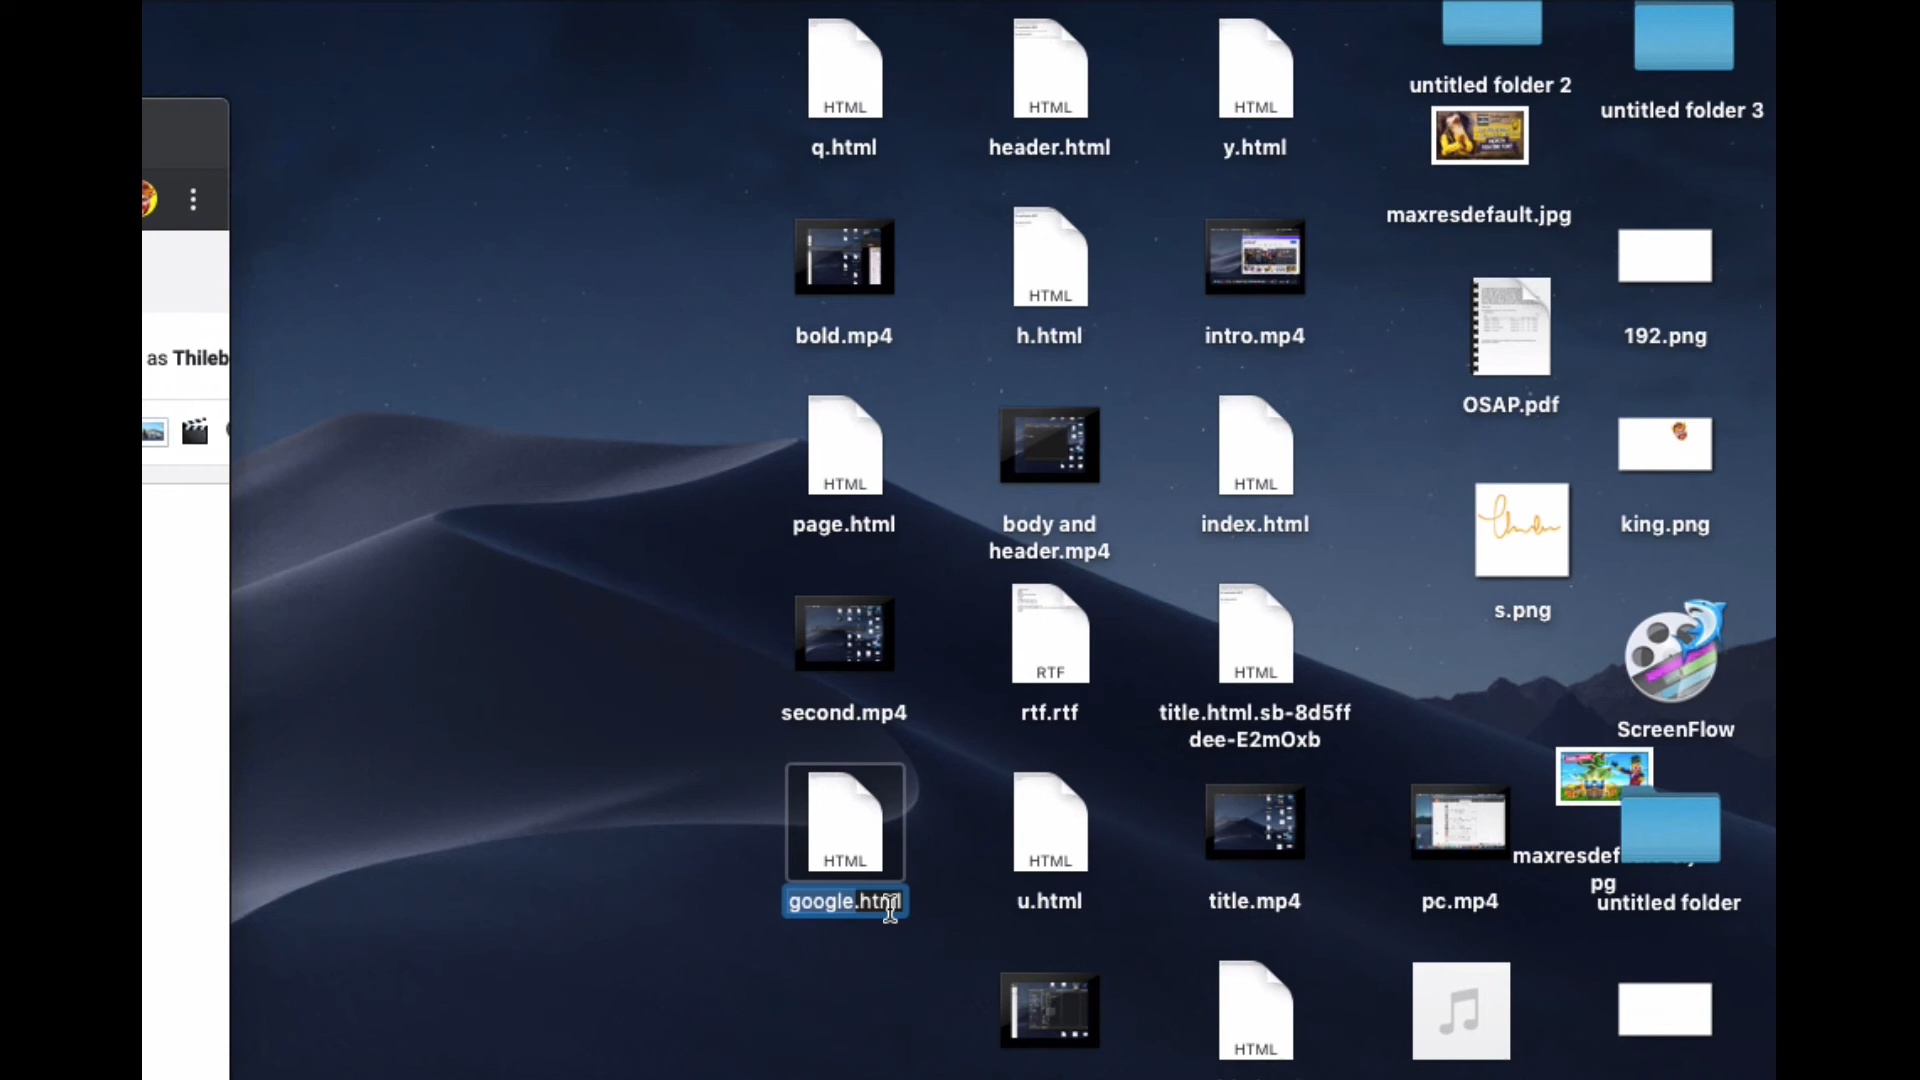 untitled folder 2
untitled folder 3
HTML
HTML
HTML
q.html
header.html
y.html
maxresdefault.jpg
HTML
bold.mp4
h.html
intro.mp4
192.png
as Thileb
OSAP.pdf
HTML
HTML
page.html
body and
header.mp4
index.html
king.png
s.png
RTF
HTML
second.mp4
rtf.rtf
title.html.sb-8d5ff
dee-E2mOxb
ScreenFlow
HTML
HTML
google.html
u.html
title.mp4
pc.mp4
maxresdef
pg
untitled folder
HTML